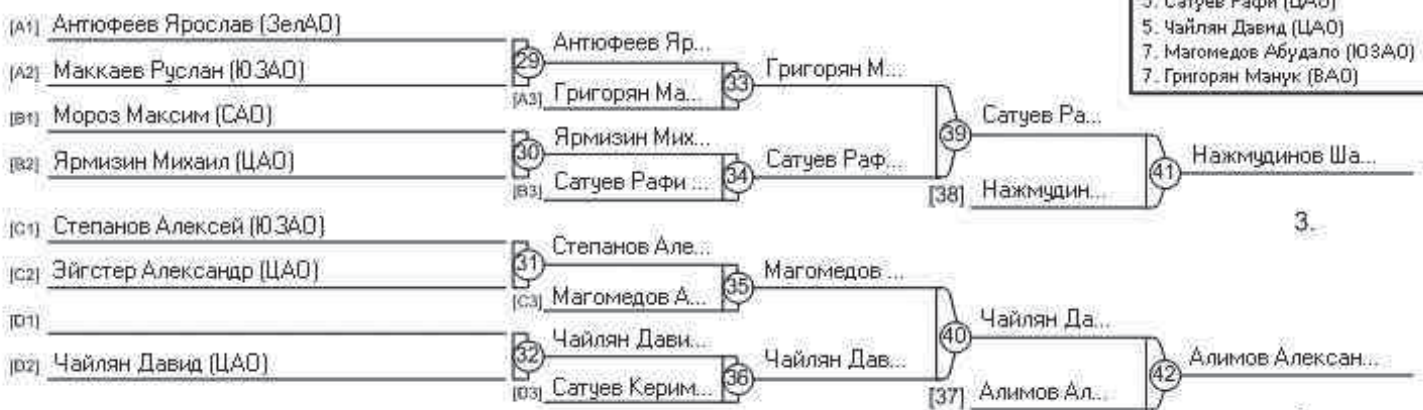 5. Сатуев Рафи (ЦАО)
5. Чайлян Давид (ЦАО)
7. Магомедов Абудало (ЮЗАО)
7. Григорян Манук (ВАО)
[A1] Антюфеев Ярослав (ЗелАО)
[A2] Маккаев Руслан (ЮЗАО)
[B1] Мороз Максим (САО)
[B2] Ярмизин Михаил (ЦАО)
[C1] Степанов Алексей (ЮЗАО)
[C2] Эйгстер Александр (ЦАО)
[D1]
[D2] Чайлян Давид (ЦАО)
29
30
31
32
Антюфеев Яр...
[A3] Григорян Ма...
Ярмизин Мих...
[B3] Сатуев Рафи ...
Степанов Але...
[C3] Магомедов А...
Чайлян Дави...
[D3] Сатуев Керим...
33
34
35
36
Григорян М...
Сатуев Раф...
Магомедов ...
Чайлян Дав...
39
40
Сатуев Ра...
[38] Нажмудин...
Чайлян Да...
[37] Алимов Ал...
41
42
Нажмудинов Ша...
3.
Алимов Алексан...